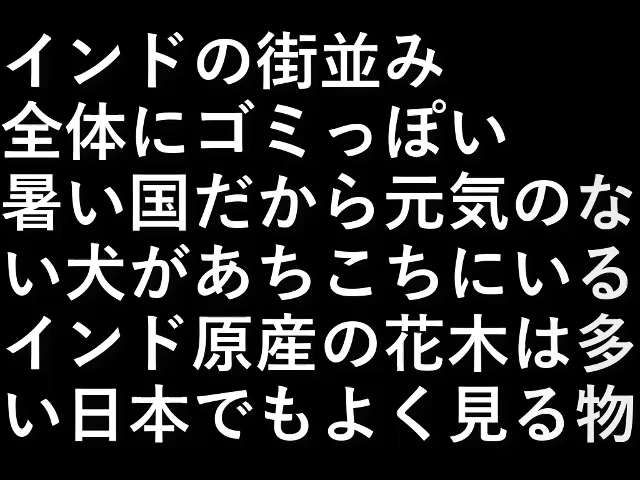 インドの街並み
全体にゴミっぽい
暑い国だから元気のな
い犬があちこちにいる
インド原産の花木は多
い日本でもよく見る物